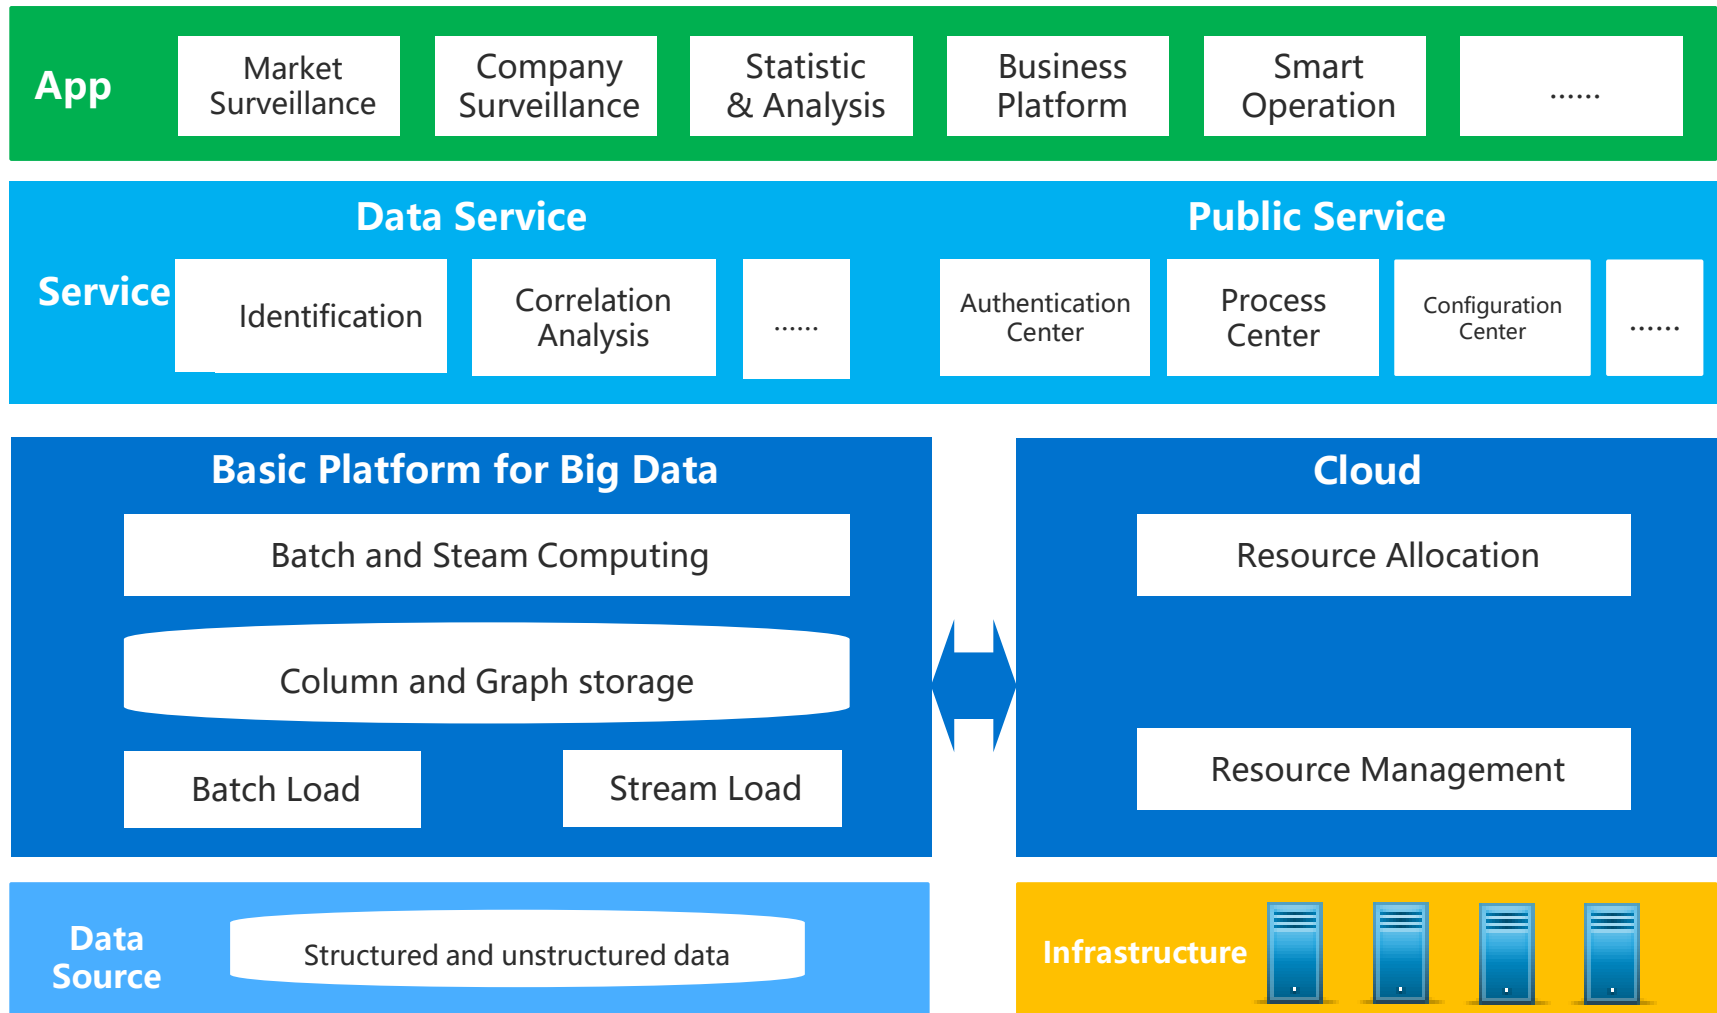 App
Market
Surveillance
Company
Surveillance
Statistic
& Analysis
Business
Platform
Smart
Operation
......
Data Service
Public Service
Service
Identification
Correlation
Analysis
......
Authentication
Center
Process
Center
Configuration
Center
......
Basic Platform for Big Data
Batch and Steam Computing
Column and Graph storage
Batch Load
Stream Load
Cloud
Resource Allocation
Resource Management
Data
Source
Structured and unstructured data
Infrastructure